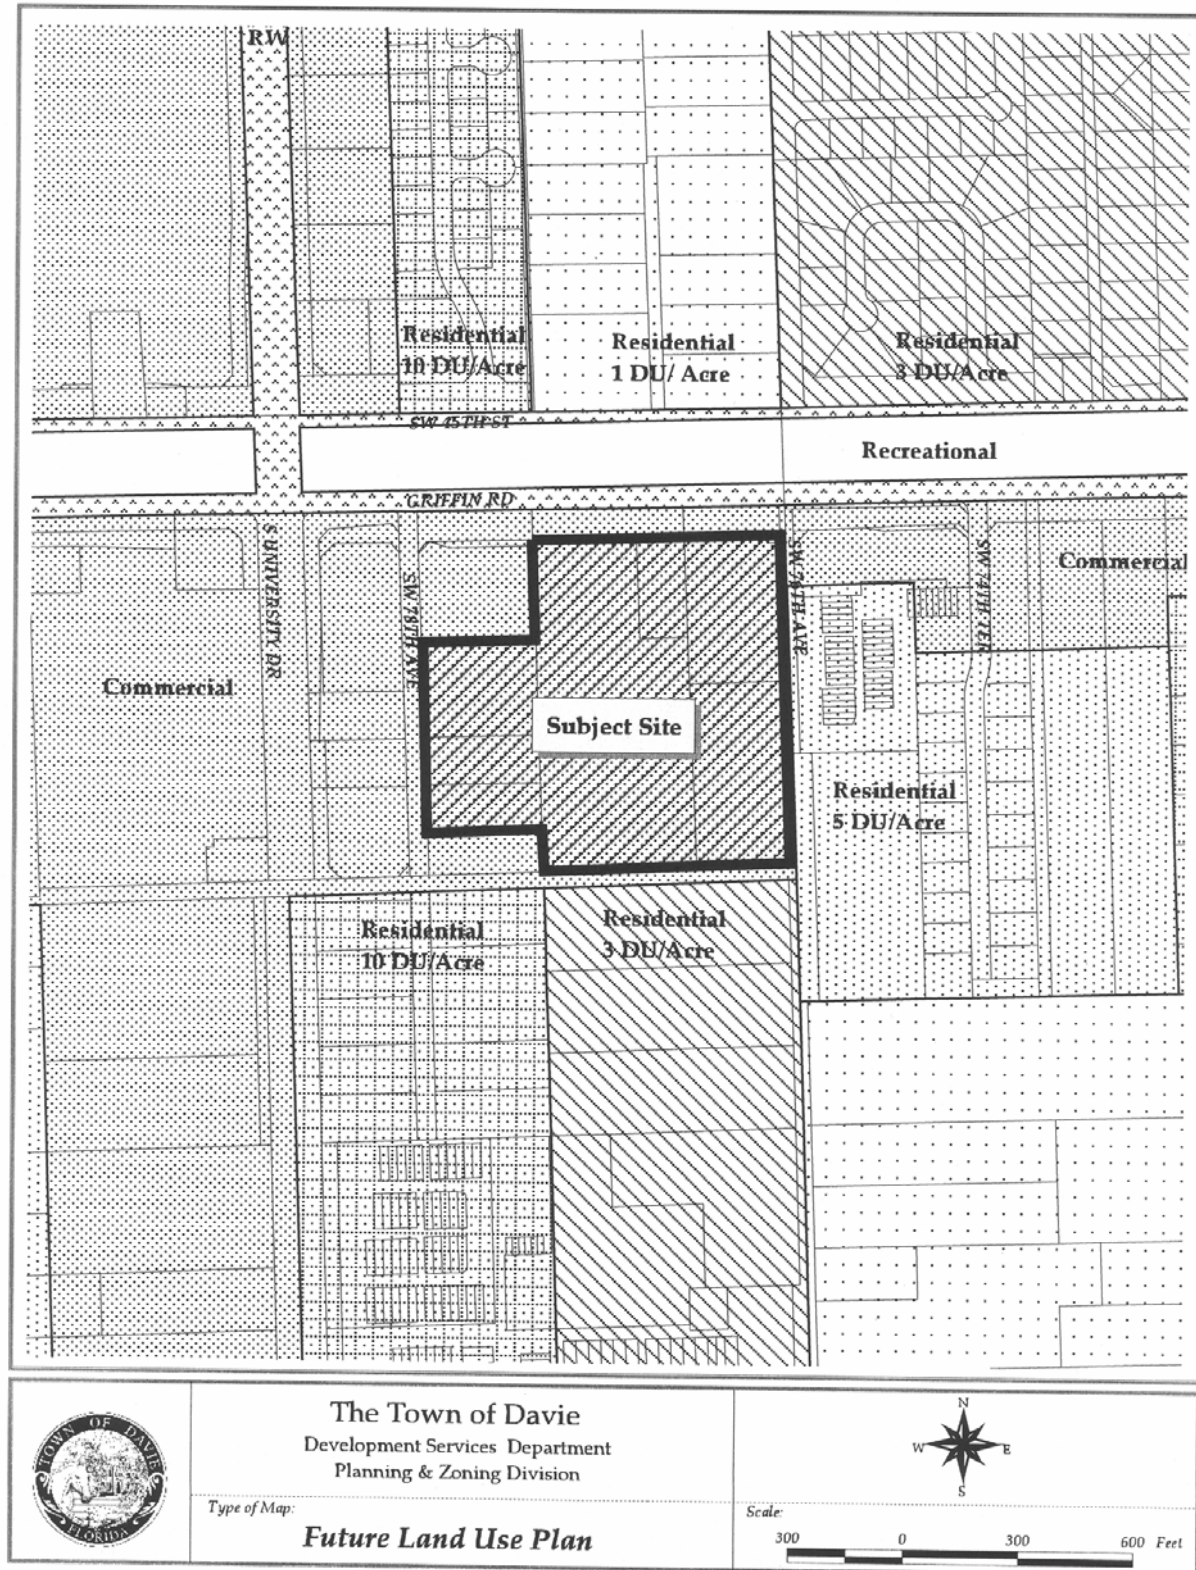 RW
Residential
10 DU/Acre
Residential
1 DU/ Acre
Residential
3 DU/Acre
SW 45TH ST
Recreational
GRIFFIN RD
S UNIVERSITY DR
SW 78TH AVE
SW 76TH AVE
SW 74TH TER
Commercial
Commercial
Subject Site
Residential
5 DU/Acre
Residential
10 DU/Acre
Residential
3 DU/Acre
TOWN OF DAVIE
FLORIDA
The Town of Davie
Development Services Department
Planning & Zoning Division
Type of Map:
Future Land Use Plan
N
W E
S
Scale:
300 0 300 600 Feet